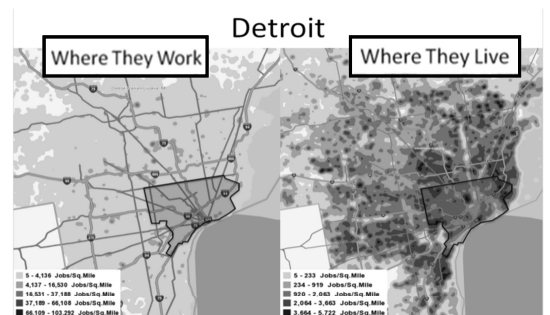 Detroit
Where They Work
Where They Live
5 - 4,136 Jobs/Sq.Mile
4,137 - 16,530 Jobs/Sq.Mile
16,531 - 37,188 Jobs/Sq.Mile
37,189 - 66,108 Jobs/Sq.Mile
66,109 - 103,292 Jobs/Sq.Mile
5 - 233 Jobs/Sq.Mile
234 - 919 Jobs/Sq.Mile
920 - 2,063 Jobs/Sq.Mile
2,064 - 3,663 Jobs/Sq.Mile
3,664 - 5,722 Jobs/Sq.Mile